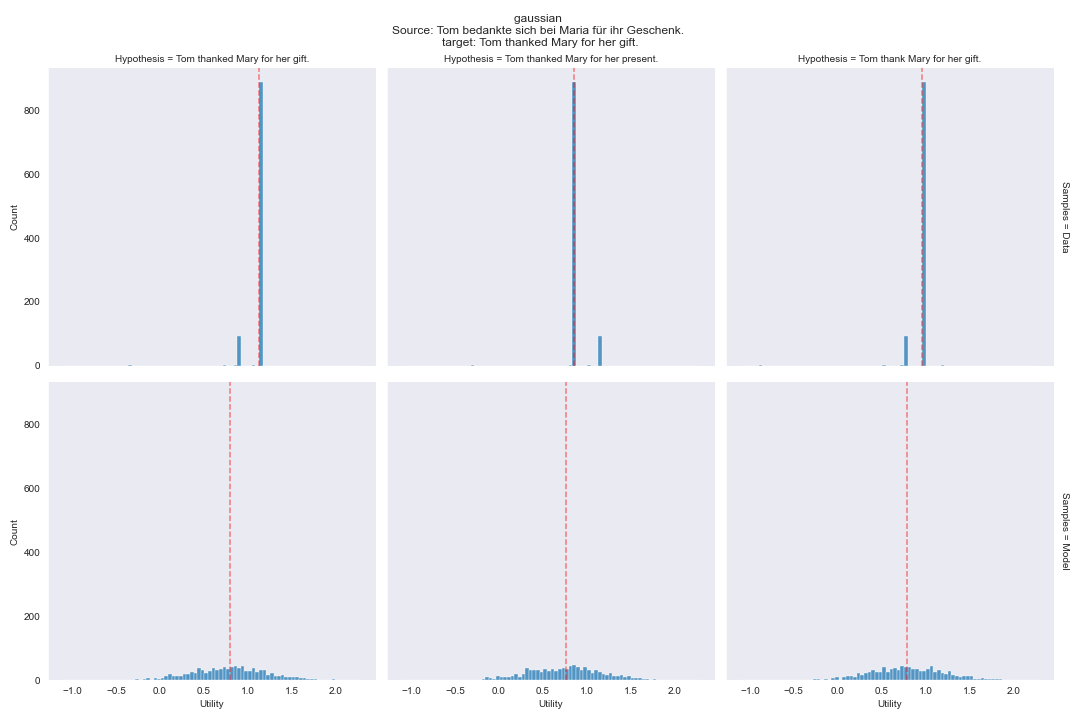 gaussian
Source: Tom bedankte sich bei Maria für ihr Geschenk.
target: Tom thanked Mary for her gift.
Hypothesis = Tom thanked Mary for her gift.
Hypothesis = Tom thanked Mary for her present.
Hypothesis = Tom thank Mary for her gift.
800
600
400
200
0
Count
Samples = Data
800
600
400
200
0
Count
Samples = Model
−1.0 −0.5 0.0 0.5 1.0 1.5 2.0
Utility
−1.0 −0.5 0.0 0.5 1.0 1.5 2.0
Utility
−1.0 −0.5 0.0 0.5 1.0 1.5 2.0
Utility